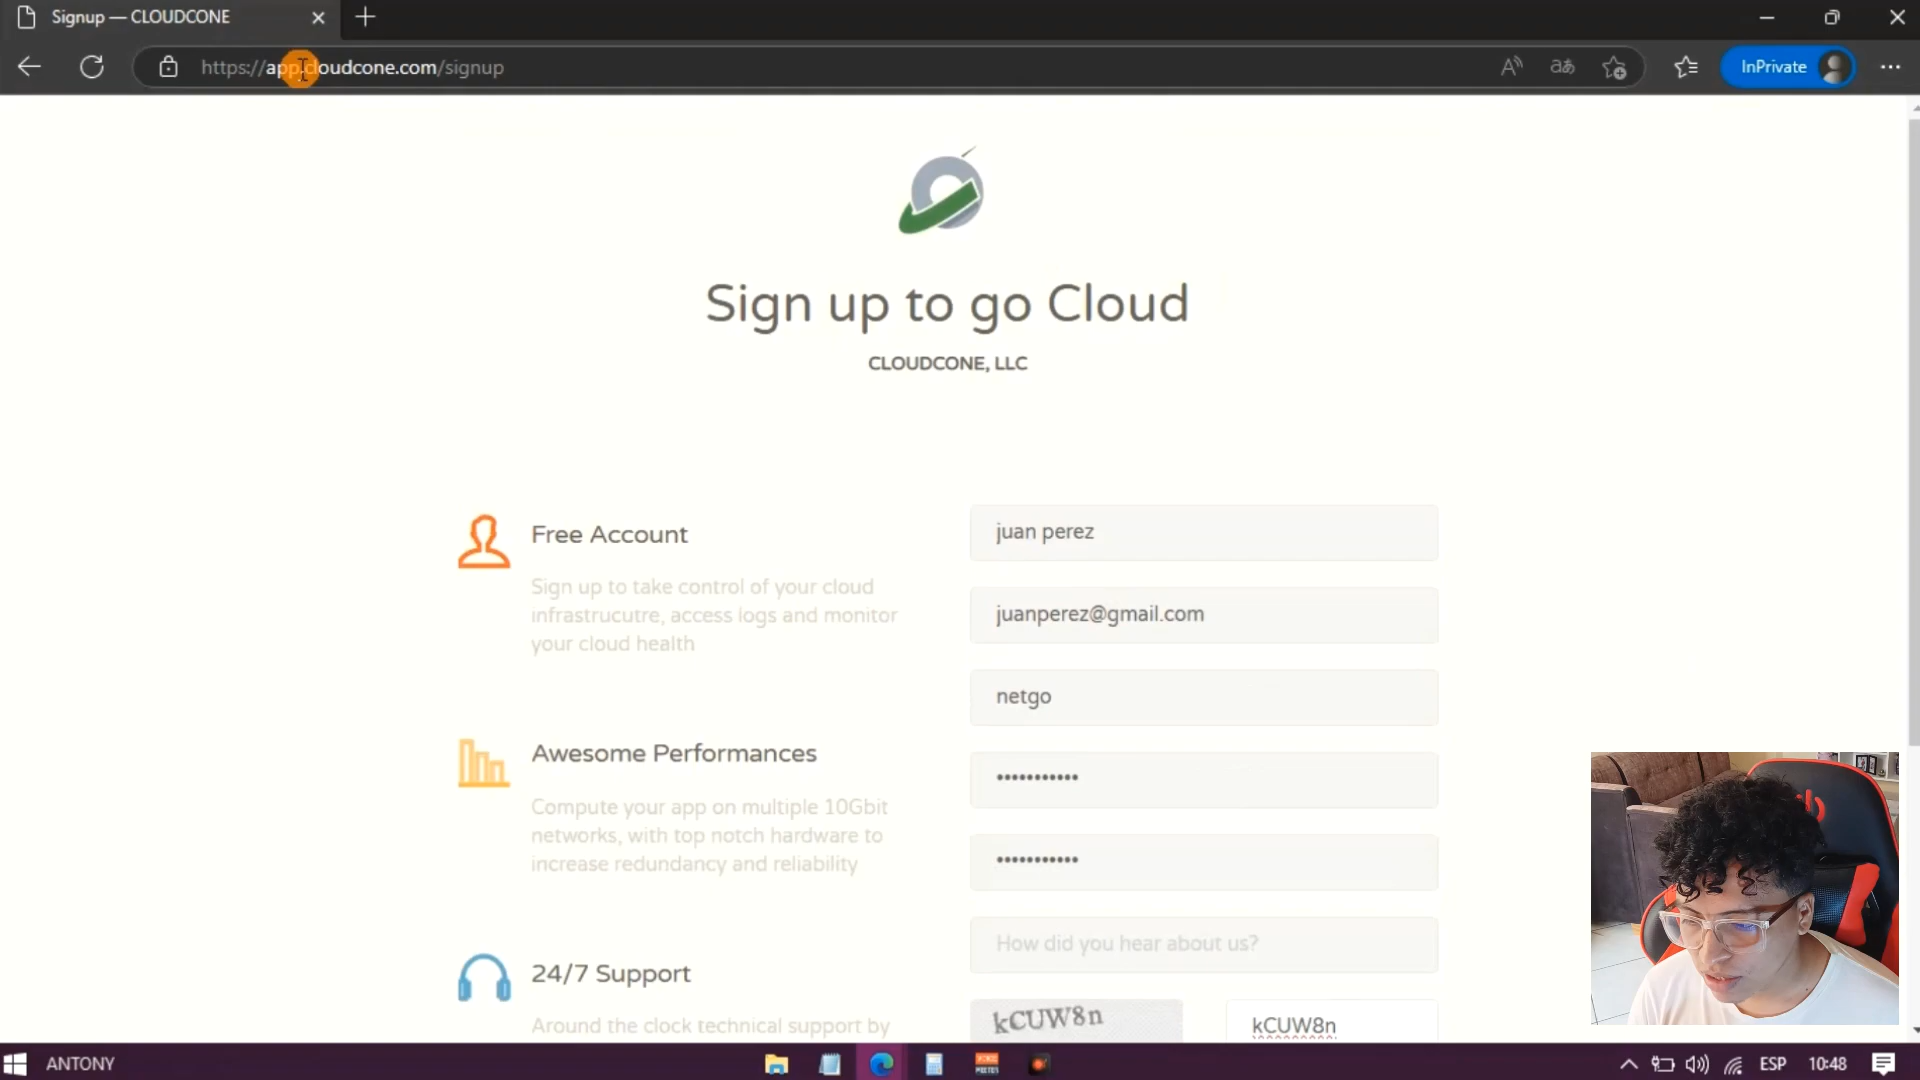 Signup — CLOUDCONE
https://app.cloudcone.com/signup
InPrivate
Sign up to go Cloud
CLOUDCONE, LLC
Free Account
Sign up to take control of your cloud
infrastrucutre, access logs and monitor
your cloud health
juan perez
juanperez@gmail.com
netgo
•••••••••••
•••••••••••
How did you hear about us?
kCUW8n
kCUW8n
Awesome Performances
Compute your app on multiple 10Gbit
networks, with top notch hardware to
increase redundancy and reliability
24/7 Support
Around the clock technical support by
ANTONY
ESP
10:48